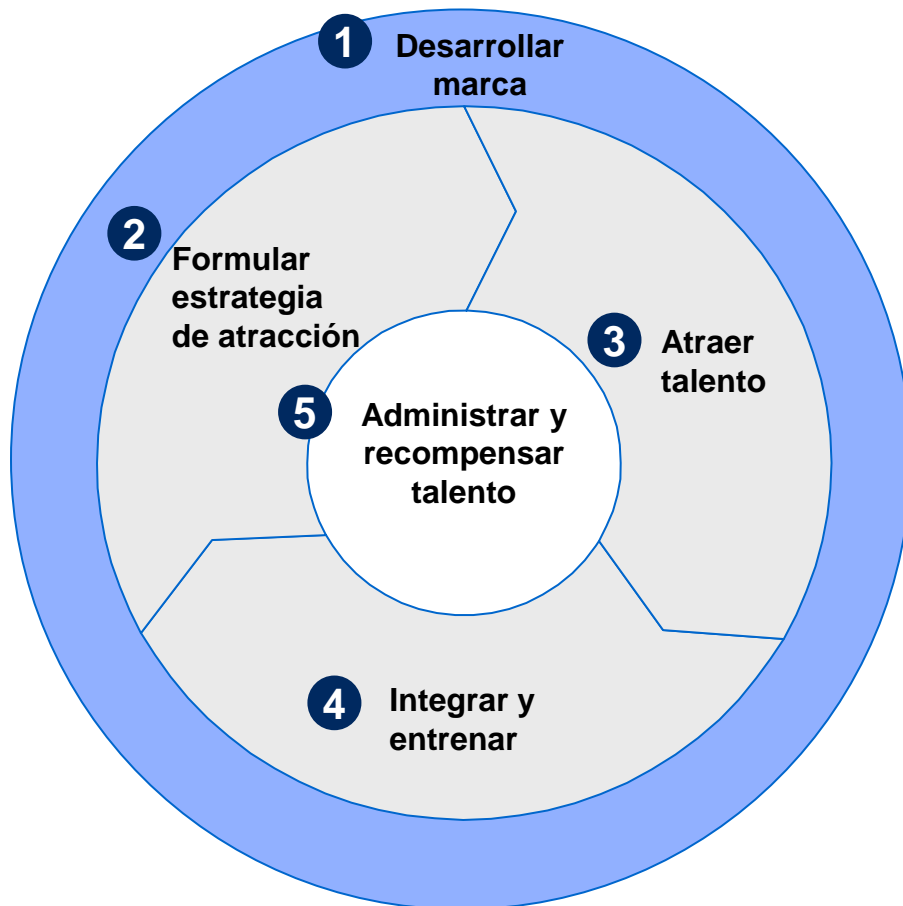 1
Desarrollar
marca
2
Formular
estrategia
de atracción
3
Atraer
talento
5
Administrar y
recompensar
talento
4
Integrar y
entrenar